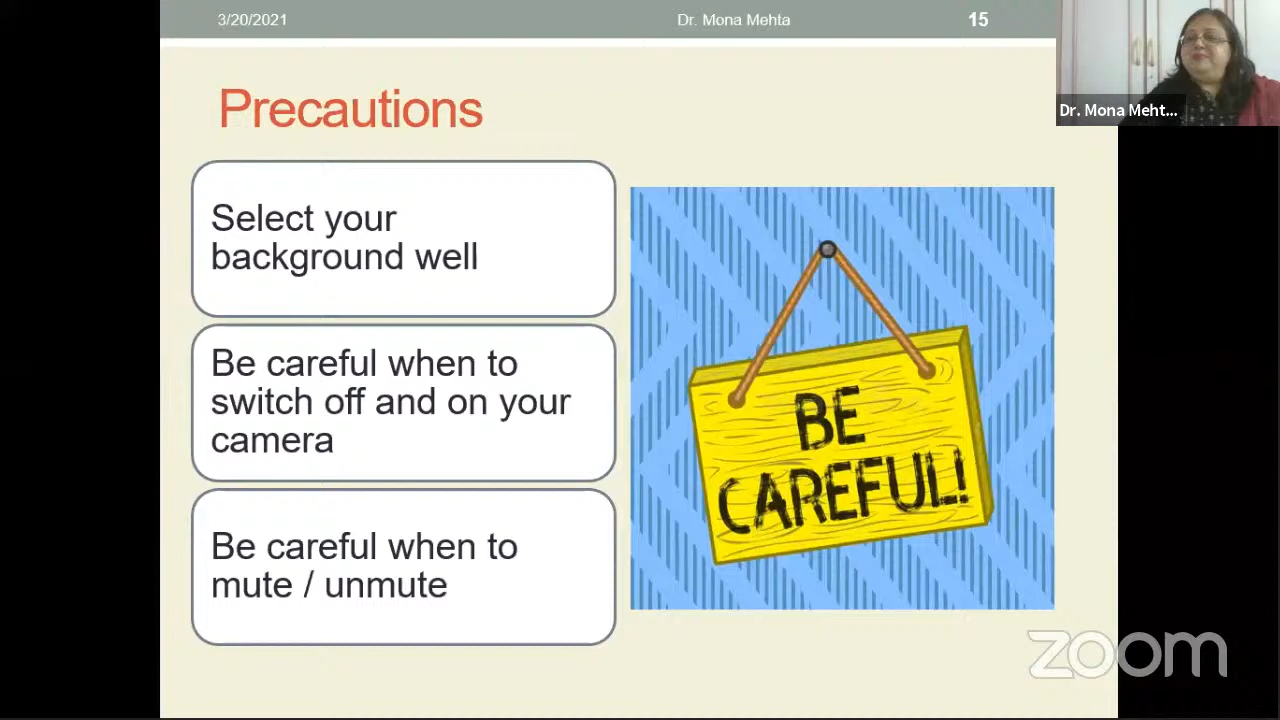 3/20/2021
Dr. Mona Mehta
15
Dr. Mona Meht...
Precautions
Select your
background well
Be careful when to
switch off and on your
camera
Be careful when to
mute / unmute
BE
CAREFUL!
zoom